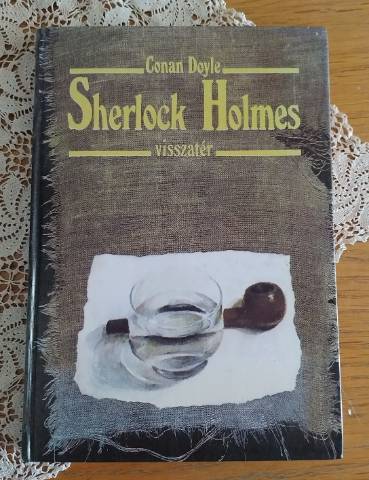 Conan Doyle
Sherlock Holmes
visszatér